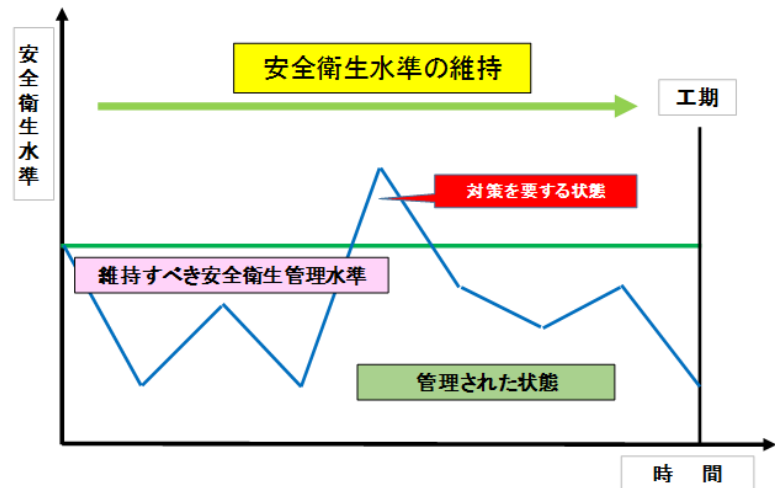 安全衛生水準の維持
安全衛生水準
工期
対策を要する状態
維持すべき安全衛生管理水準
管理された状態
時 間